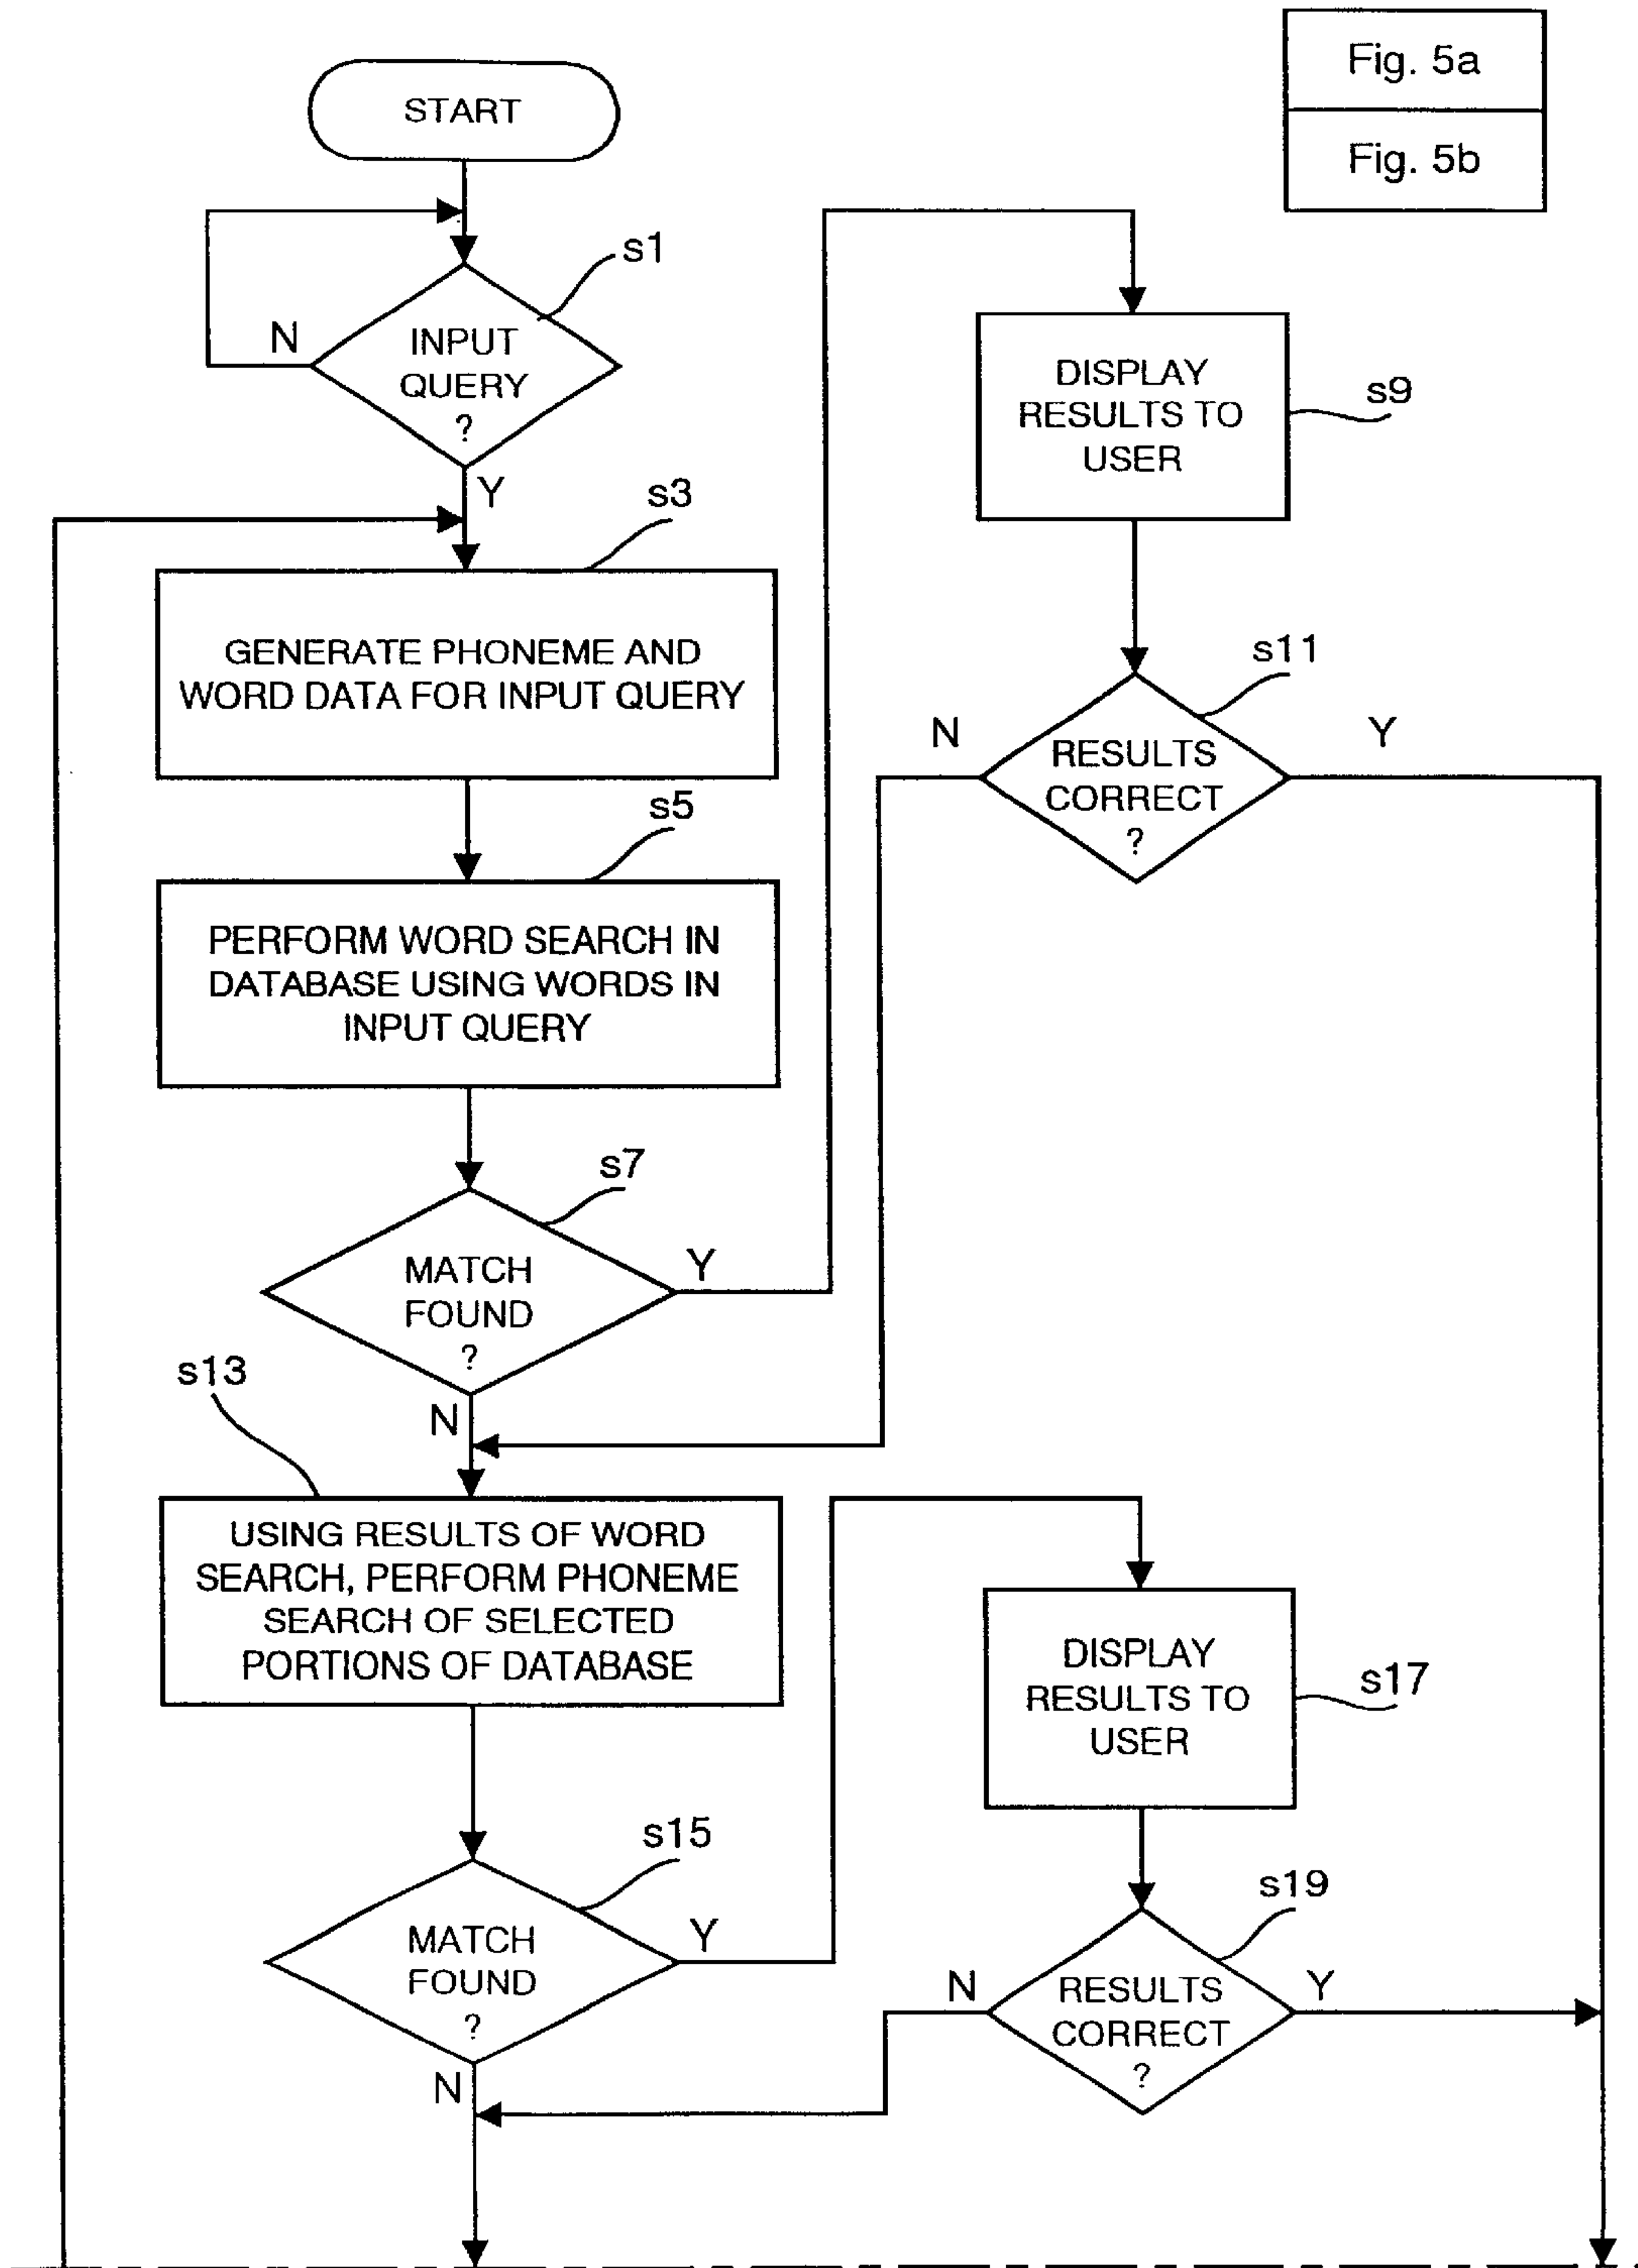 Fig. 5a
Fig. 5b
START
s1
N
INPUT
QUERY
?
Y
s3
GENERATE PHONEME AND
WORD DATA FOR INPUT QUERY
s5
PERFORM WORD SEARCH IN
DATABASE USING WORDS IN
INPUT QUERY
s7
MATCH
FOUND
?
Y
N
DISPLAY
RESULTS TO
USER
s9
s11
N
RESULTS
CORRECT
?
Y
s13
USING RESULTS OF WORD
SEARCH, PERFORM PHONEME
SEARCH OF SELECTED
PORTIONS OF DATABASE
s15
MATCH
FOUND
?
Y
N
DISPLAY
RESULTS TO
USER
s17
s19
N
RESULTS
CORRECT
?
Y